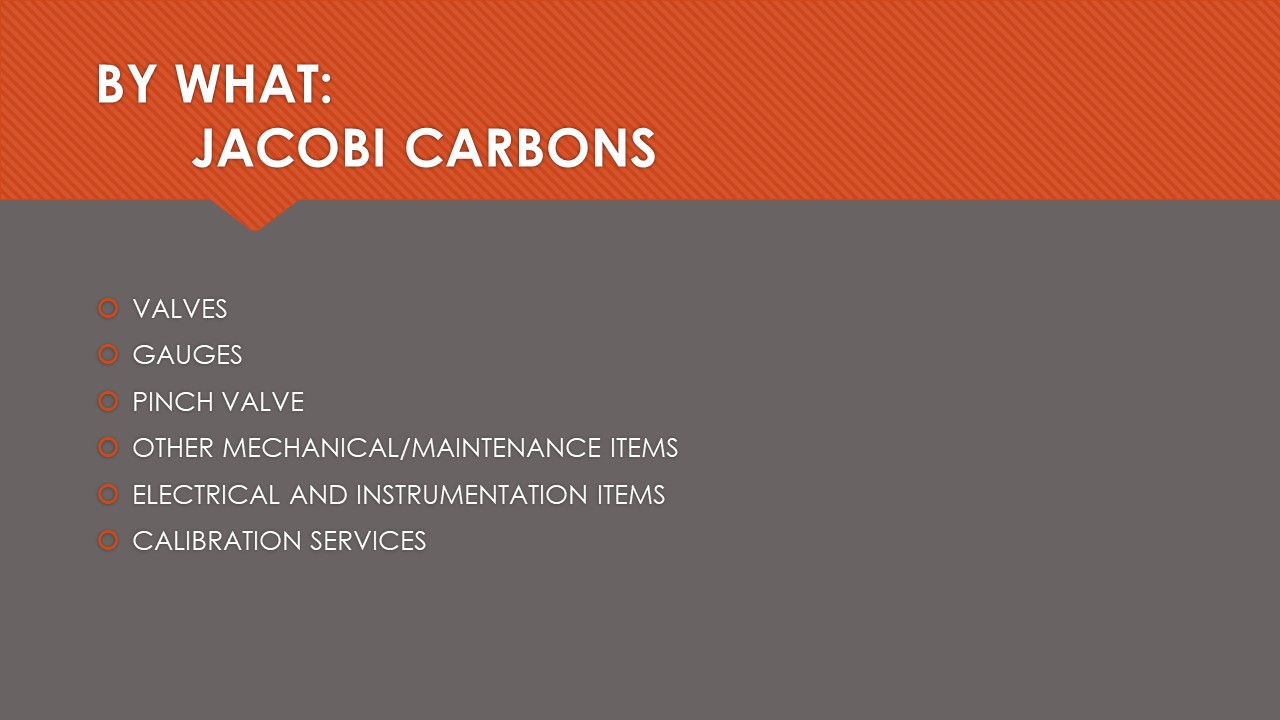 BY WHAT:
JACOBI CARBONS
VALVES
GAUGES
PINCH VALVE
OTHER MECHANICAL/MAINTENANCE ITEMS
ELECTRICAL AND INSTRUMENTATION ITEMS
CALIBRATION SERVICES